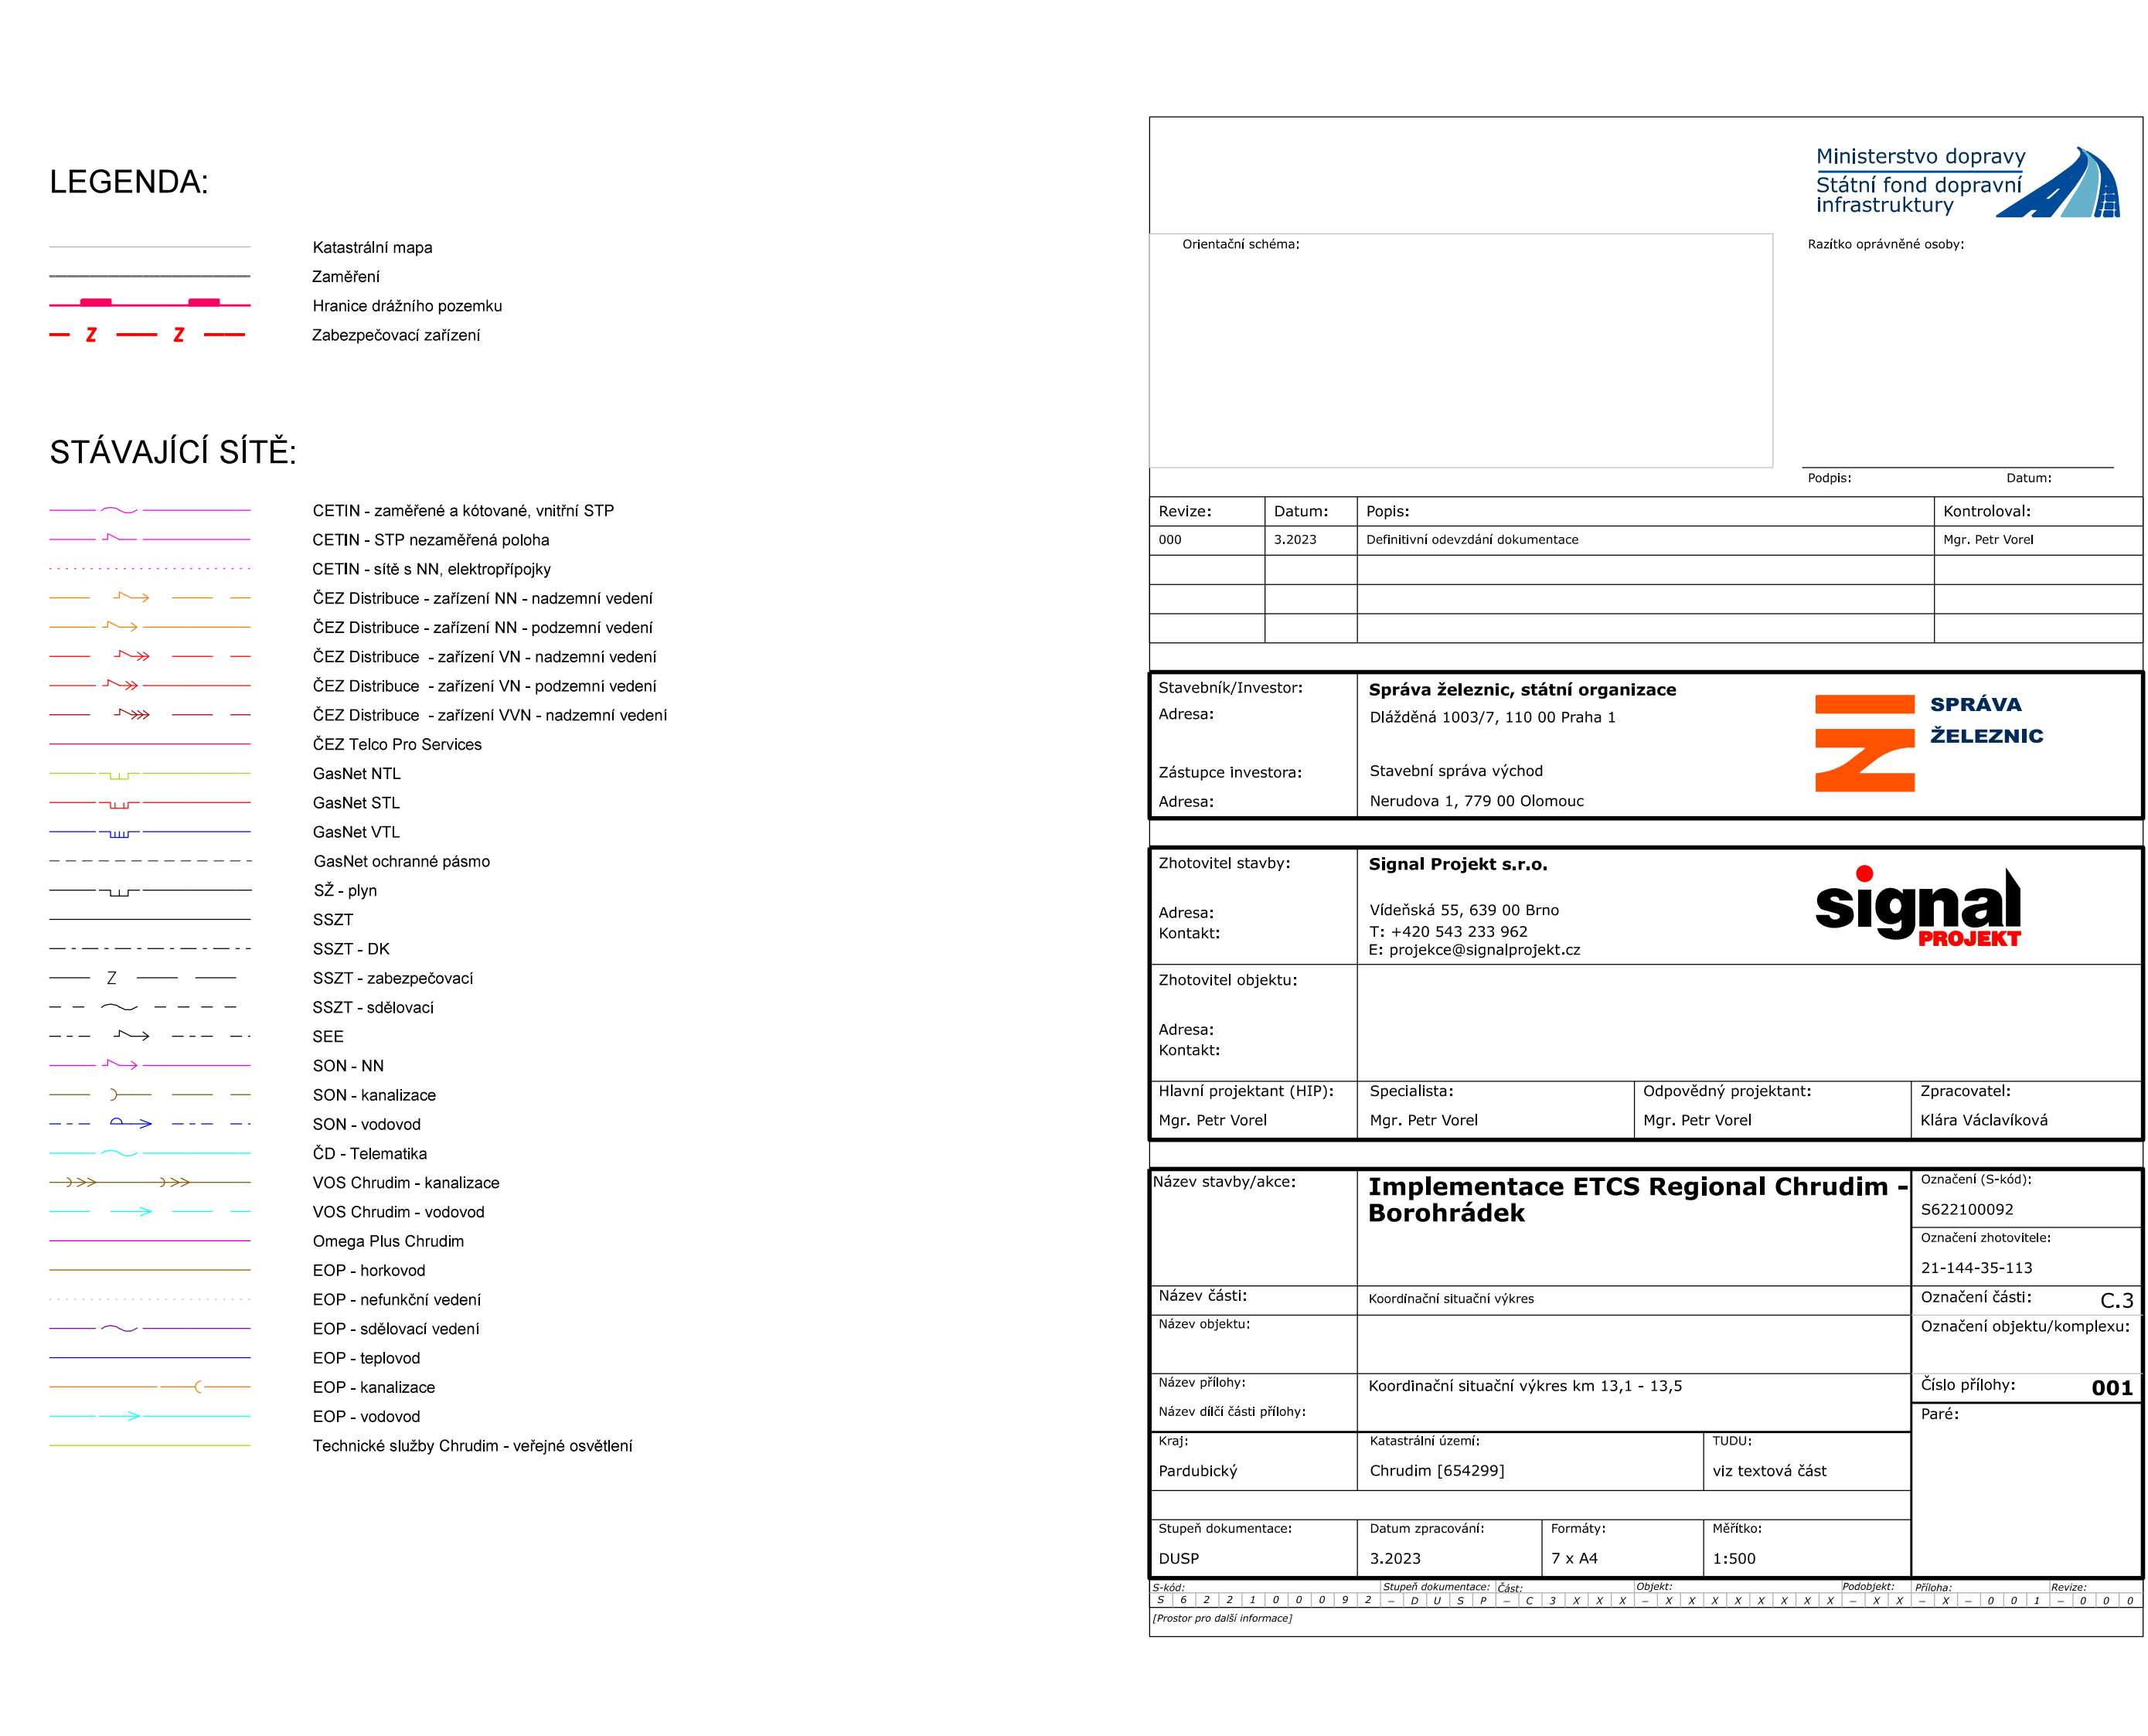 LEGENDA:
Katastrální mapa
Zaměření
Hranice drážního pozemku
Z Z Zabezpečovací zařízení
STÁVAJÍCÍ SÍTĚ:
CETIN - zaměřené a kótované, vnitřní STP
CETIN - STP nezaměřená poloha
CETIN - sítě s NN, elektropřípojky
ČEZ Distribuce - zařízení NN - nadzemní vedení
ČEZ Distribuce - zařízení NN - podzemní vedení
ČEZ Distribuce - zařízení VN - nadzemní vedení
ČEZ Distribuce - zařízení VN - podzemní vedení
ČEZ Distribuce - zařízení VVN - nadzemní vedení
ČEZ Telco Pro Services
GasNet NTL
GasNet STL
GasNet VTL
GasNet ochranné pásmo
SŽ - plyn
SSZT
SSZT - DK
Z SSZT - zabezpečovací
SSZT - sdělovací
SEE
SON - NN
SON - kanalizace
SON - vodovod
ČD - Telematika
VOS Chrudim - kanalizace
VOS Chrudim - vodovod
Omega Plus Chrudim
EOP - horkovod
EOP - nefunkční vedení
EOP - sdělovací vedení
EOP - teplovod
EOP - kanalizace
EOP - vodovod
Technické služby Chrudim - veřejné osvětlení
Ministerstvo dopravy
Státní fond dopravní
infrastruktury
Orientační schéma:
Razítko oprávněné osoby:
Podpis: Datum:
Revize: Datum: Popis: Kontroloval:
000 3.2023 Definitivní odevzdání dokumentace Mgr. Petr Vorel
Stavebník/Investor: Správa železnic, státní organizace
Adresa: Dlážděná 1003/7, 110 00 Praha 1
Zástupce investora: Stavební správa východ
Adresa: Nerudova 1, 779 00 Olomouc
SPRÁVA
ŽELEZNIC
Zhotovitel stavby: Signal Projekt s.r.o.
Adresa: Vídeňská 55, 639 00 Brno
Kontakt: T: +420 543 233 962
E: projekce@signalprojekt.cz
signal
PROJEKT
Zhotovitel objektu:
Adresa:
Kontakt:
Hlavní projektant (HIP): Specialista: Odpovědný projektant: Zpracovatel:
Mgr. Petr Vorel Mgr. Petr Vorel Mgr. Petr Vorel Klára Václavíková
Název stavby/akce: Implementace ETCS Regional Chrudim -
Borohrádek
Označení (S-kód):
S622100092
Označení zhotovitele:
21-144-35-113
Název části: Koordinační situační výkres Označení části: C.3
Název objektu: Označení objektu/komplexu:
Název přílohy: Koordinační situační výkres km 13,1 - 13,5 Číslo přílohy: 001
Název dílčí části přílohy: Paré:
Kraj: Katastrální území: TUDU:
Pardubický Chrudim [654299] viz textová část
Stupeň dokumentace: Datum zpracování: Formáty: Měřítko:
DUSP 3.2023 7 x A4 1:500
S-kód: Stupeň dokumentace: Část: Objekt: Podobjekt: Příloha: Revize:
S 6 2 2 1 0 0 0 9 2 – D U S P – C 3 X X X – X X X X X X X X – X X – X – 0 0 1 – 0 0 0
[Prostor pro další informace]